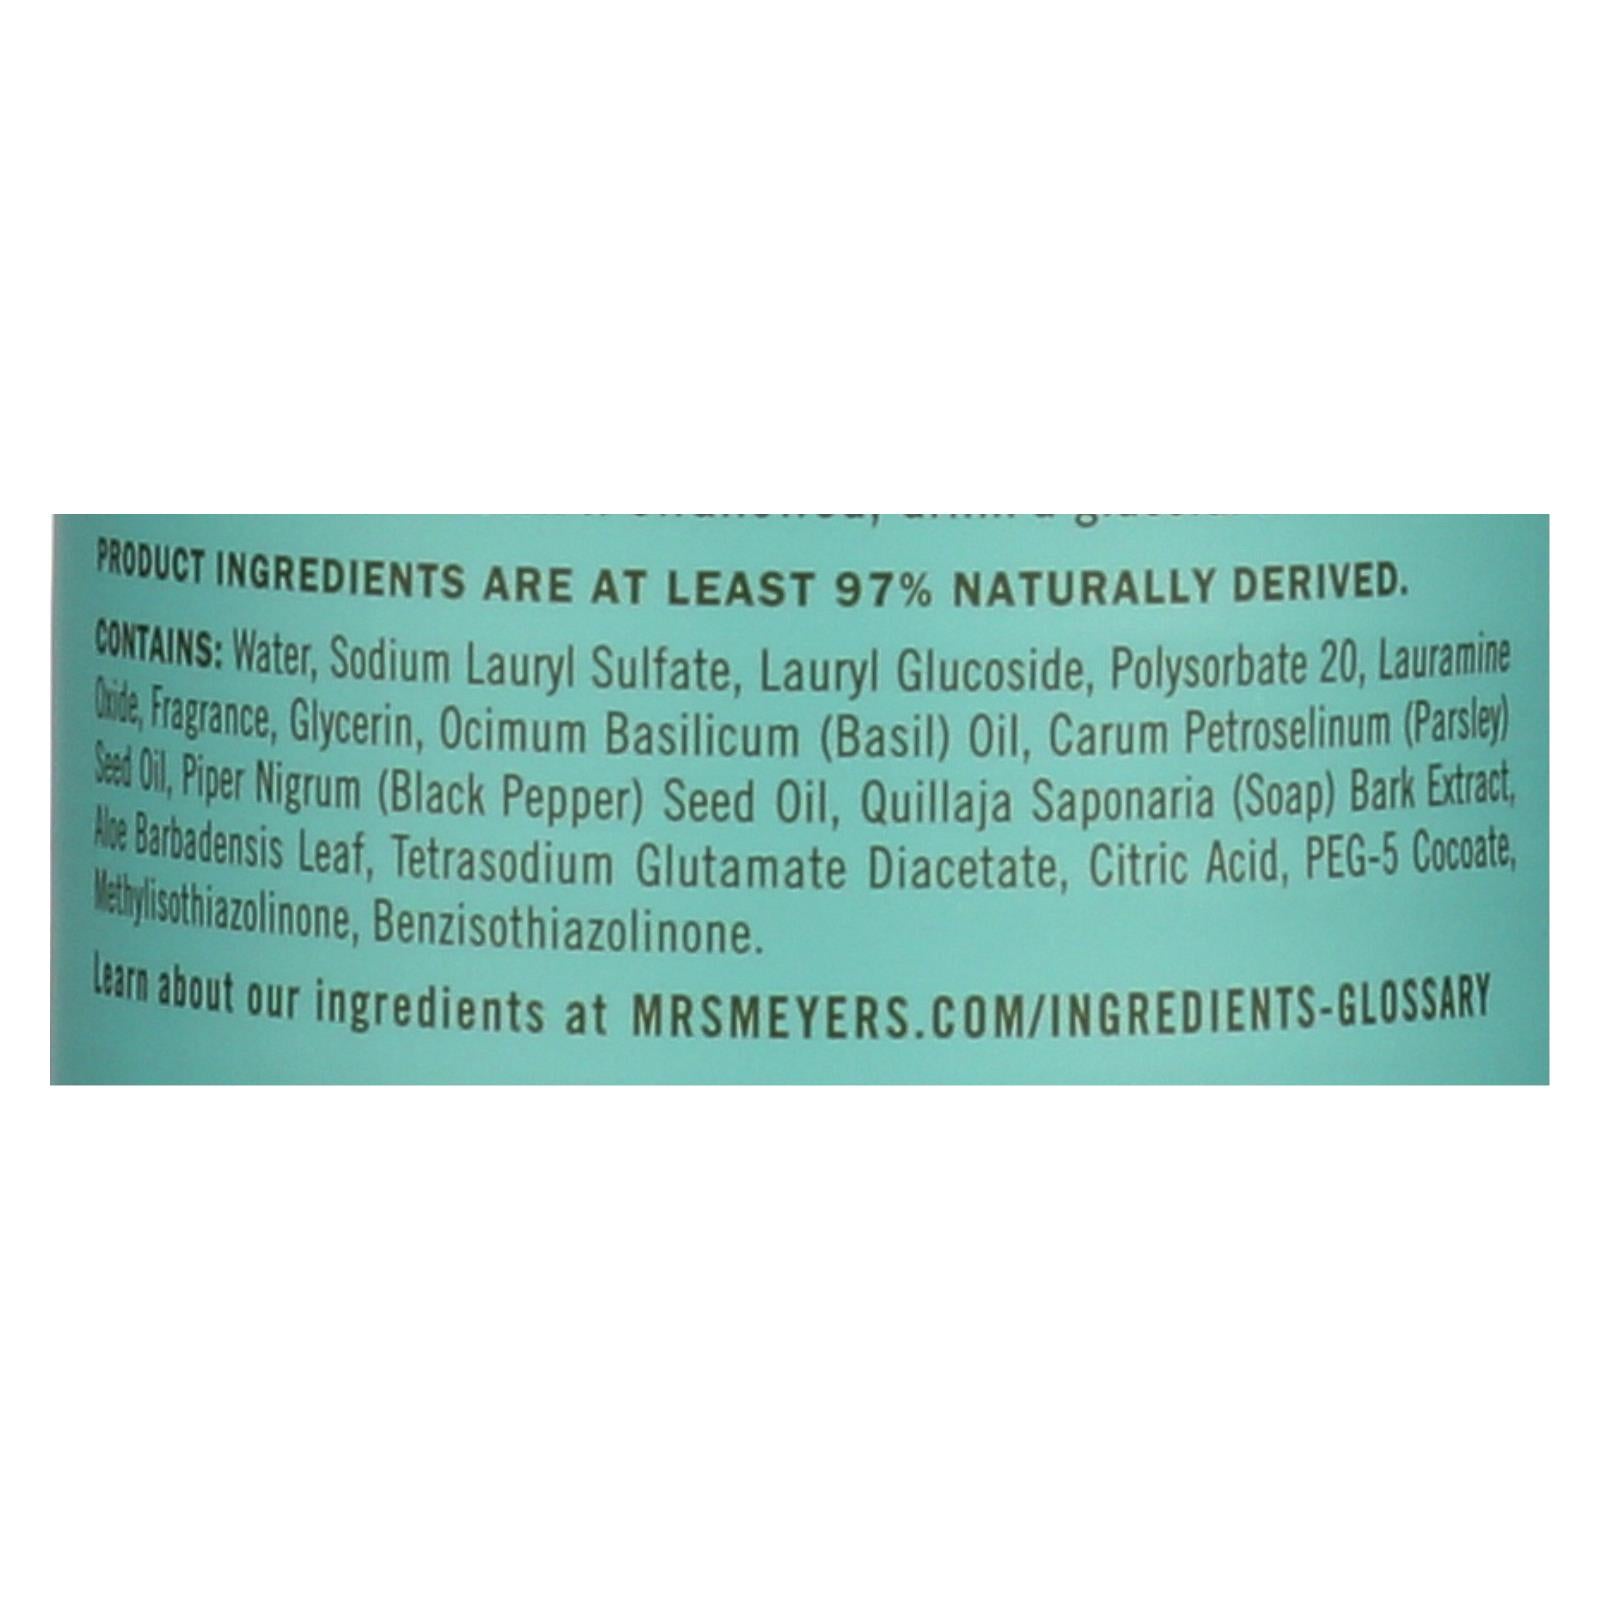 PRODUCT INGREDIENTS ARE AT LEAST 97% NATURALLY DERIVED.
CONTAINS: Water, Sodium Lauryl Sulfate, Lauryl Glucoside, Polysorbate 20, Lauramine
Oxide, Fragrance, Glycerin, Ocimum Basilicum (Basil) Oil, Carum Petroselinum (Parsley)
Seed Oil, Piper Nigrum (Black Pepper) Seed Oil, Quillaja Saponaria (Soap) Bark Extract,
Aloe Barbadensis Leaf, Tetrasodium Glutamate Diacetate, Citric Acid, PEG-5 Cocoate,
Methylisothiazolinone, Benzisothiazolinone.
Learn about our ingredients at MRSMEYERS.COM/INGREDIENTS-GLOSSARY